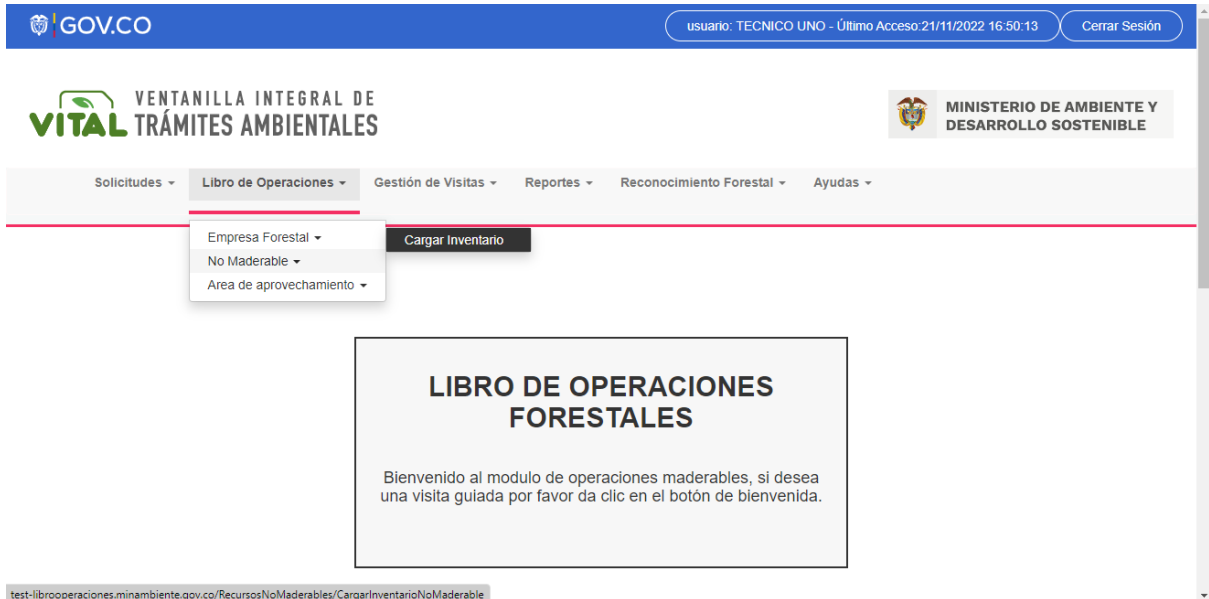 GOV.CO
usuario: TECNICO UNO - Último Acceso:21/11/2022 16:50:13
Cerrar Sesión
VENTANILLA INTEGRAL DE
VITAL TRÁMITES AMBIENTALES
MINISTERIO DE AMBIENTE Y
DESARROLLO SOSTENIBLE
Solicitudes Libro de Operaciones Gestión de Visitas Reportes Reconocimiento Forestal Ayudas
Empresa Forestal
Cargar Inventario
No Maderable
Area de aprovechamiento
LIBRO DE OPERACIONES
FORESTALES
Bienvenido al modulo de operaciones maderables, si desea
una visita guiada por favor da clic en el botón de bienvenida.
test-librooperaciones.minambiente.gov.co/RecursosNoMaderables/CargarInventarioNoMaderable